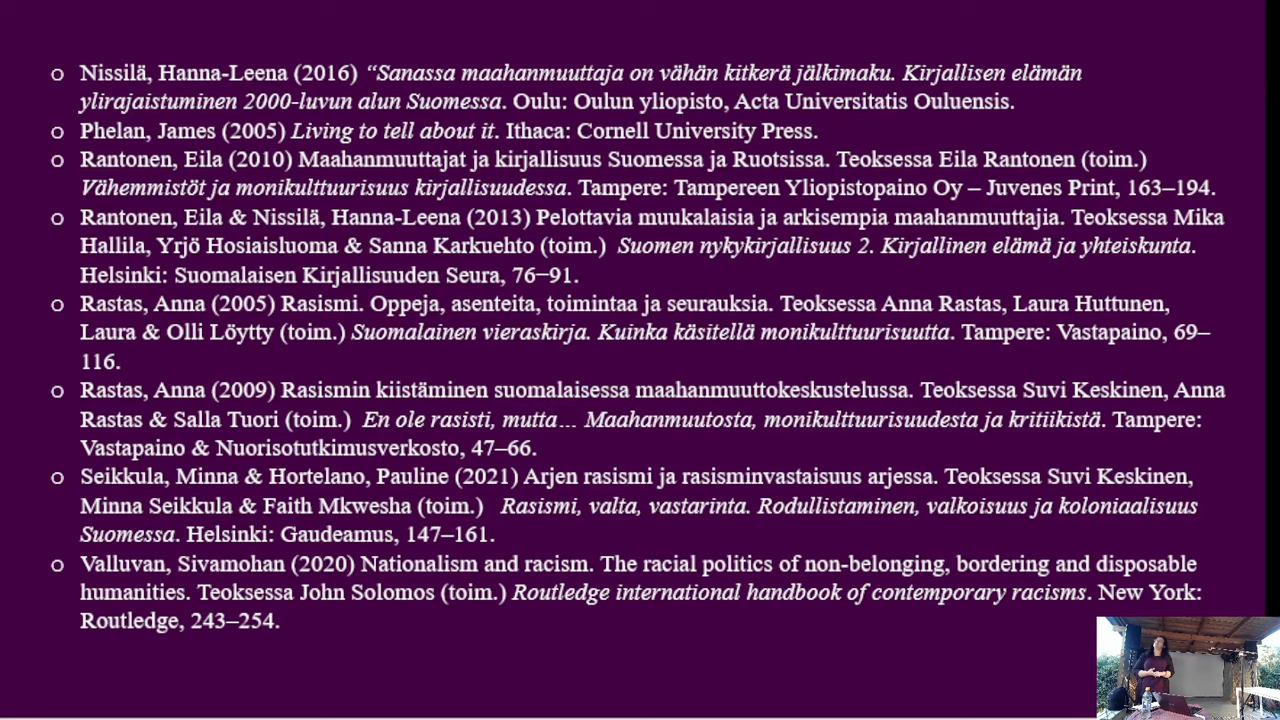 o Nissilä, Hanna-Leena (2016) “Sanassa maahanmuuttaja on vähän kitkerä jälkimaku. Kirjallisen elämän
ylirajaistuminen 2000-luvun alun Suomessa. Oulu: Oulun yliopisto, Acta Universitatis Ouluensis.
o Phelan, James (2005) Living to tell about it. Ithaca: Cornell University Press.
o Rantonen, Eila (2010) Maahanmuuttajat ja kirjallisuus Suomessa ja Ruotsissa. Teoksessa Eila Rantonen (toim.)
Vähemmistöt ja monikulttuurisuus kirjallisuudessa. Tampere: Tampereen Yliopistopaino Oy – Juvenes Print, 163–194.
o Rantonen, Eila & Nissilä, Hanna-Leena (2013) Pelottavia muukalaisia ja arkisempia maahanmuuttajia. Teoksessa Mika
Hallila, Yrjö Hosiaisluoma & Sanna Karkuehto (toim.) Suomen nykykirjallisuus 2. Kirjallinen elämä ja yhteiskunta.
Helsinki: Suomalaisen Kirjallisuuden Seura, 76–91.
o Rastas, Anna (2005) Rasismi. Oppeja, asenteita, toimintaa ja seurauksia. Teoksessa Anna Rastas, Laura Huttunen,
Laura & Olli Löytty (toim.) Suomalainen vieraskirja. Kuinka käsitellä monikulttuurisuutta. Tampere: Vastapaino, 69–
116.
o Rastas, Anna (2009) Rasismin kiistäminen suomalaisessa maahanmuuttokeskustelussa. Teoksessa Suvi Keskinen, Anna
Rastas & Salla Tuori (toim.) En ole rasisti, mutta… Maahanmuutosta, monikulttuurisuudesta ja kritiikistä. Tampere:
Vastapaino & Nuorisotutkimusverkosto, 47–66.
o Seikkula, Minna & Hortelano, Pauline (2021) Arjen rasismi ja rasisminvastaisuus arjessa. Teoksessa Suvi Keskinen,
Minna Seikkula & Faith Mkwesha (toim.) Rasismi, valta, vastarinta. Rodullistaminen, valkoisuus ja koloniaalisuus
Suomessa. Helsinki: Gaudeamus, 147–161.
o Valluvan, Sivamohan (2020) Nationalism and racism. The racial politics of non-belonging, bordering and disposable
humanities. Teoksessa John Solomos (toim.) Routledge international handbook of contemporary racisms. New York:
Routledge, 243–254.